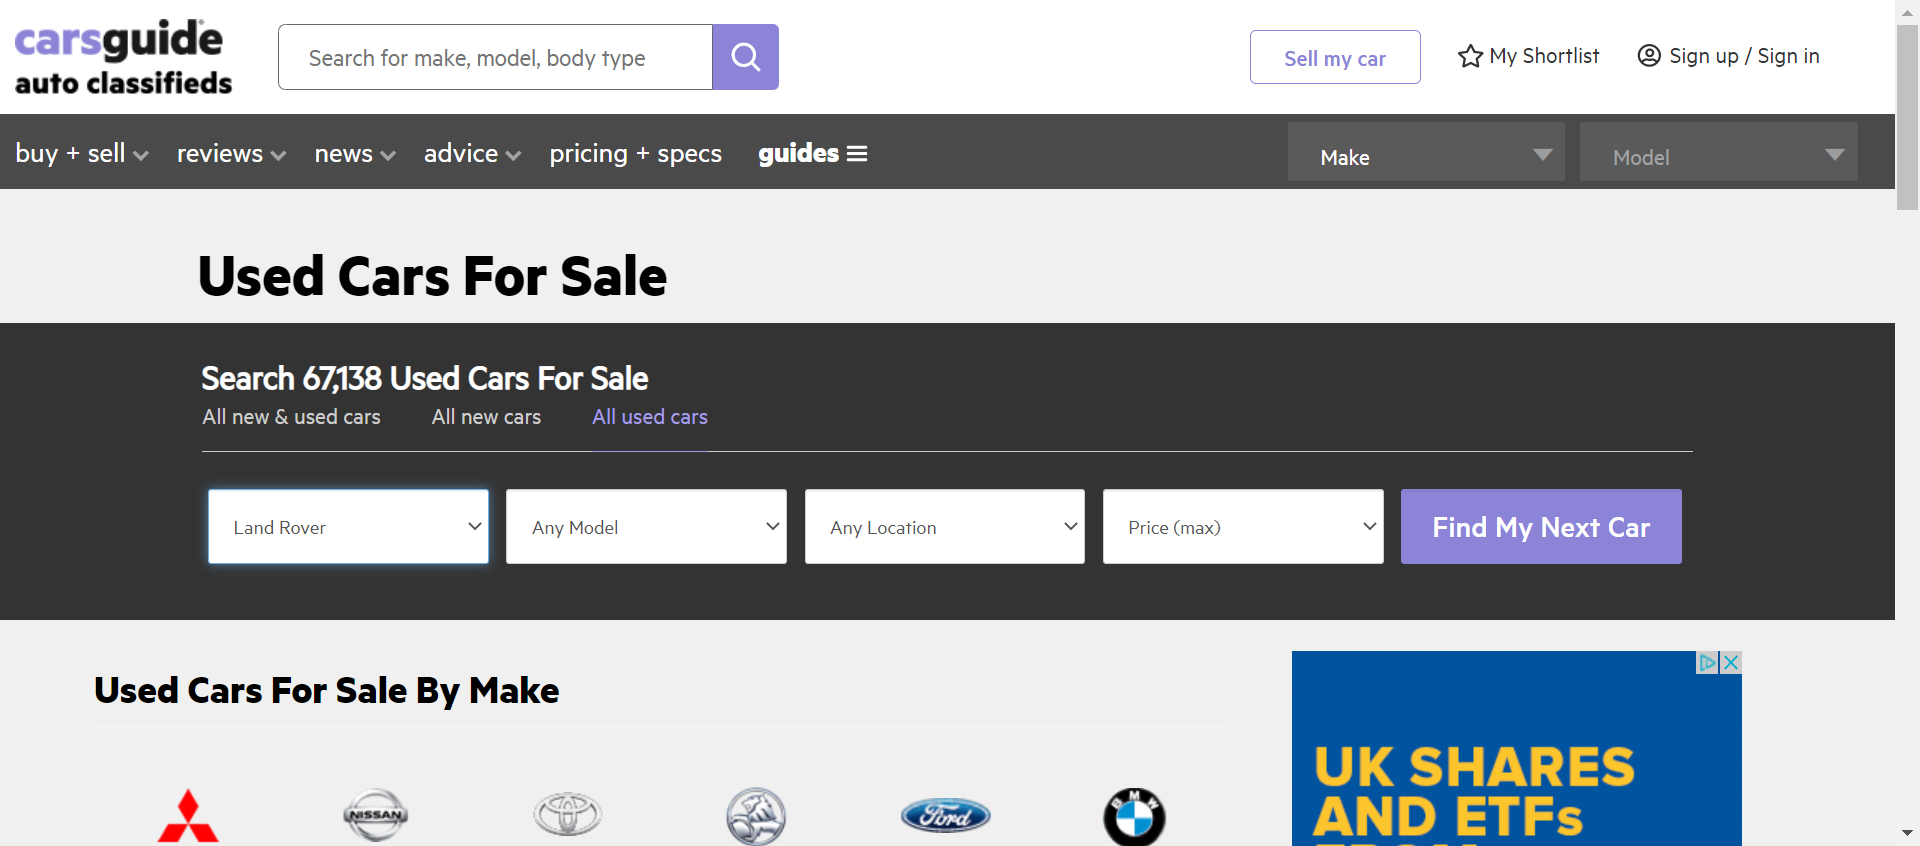 carsguide
auto classifieds
Search for make, model, body type
Sell my car
My Shortlist
Sign up / Sign in
buy + sell
reviews
news
advice
pricing + specs
guides
Make
Model
Used Cars For Sale
Search 67,138 Used Cars For Sale
All new & used cars
All new cars
All used cars
Land Rover
Any Model
Any Location
Price (max)
Find My Next Car
Used Cars For Sale By Make
NISSAN
Ford
BMW
UK SHARES
AND ETFs
FROM